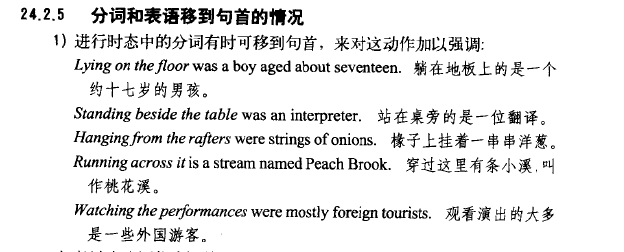 24.2.5 分词和表语移到句首的情况
1) 进行时态中的分词有时可移到句首，来对这动作加以强调:
Lying on the floor was a boy aged about seventeen. 躺在地板上的是一个
约十七岁的男孩。
Standing beside the table was an interpreter. 站在桌旁的是一位翻译。
Hanging from the rafters were strings of onions. 椽子上挂着一串串洋葱。
Running across it is a stream named Peach Brook. 穿过这里有条小溪,叫
作桃花溪。
Watching the performances were mostly foreign tourists. 观看演出的大多
是一些外国游客。